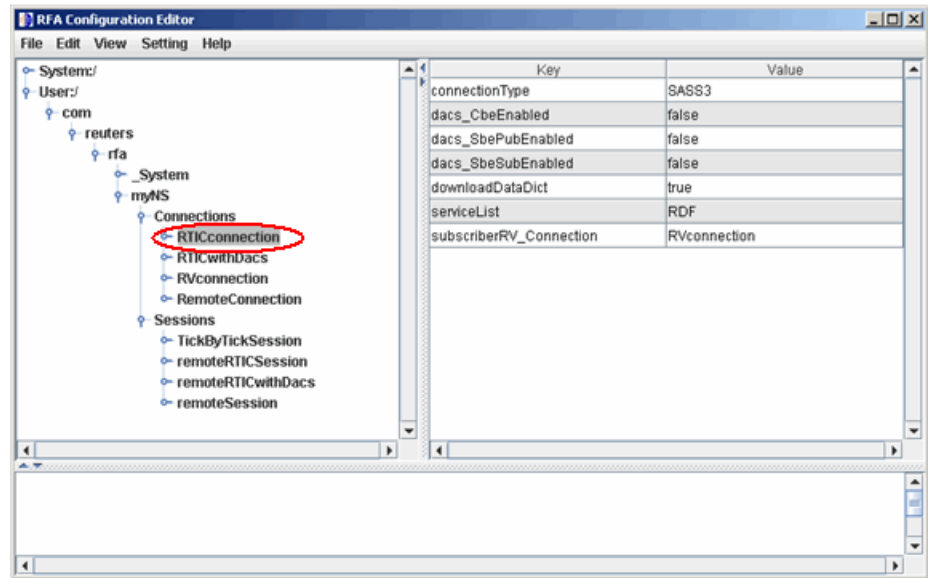 RFA Configuration Editor
File Edit View Setting Help
System:/
User:/
com
reuters
rfa
_System
myNS
Connections
RTICconnection
RTICwithDacs
RVconnection
RemoteConnection
Sessions
TickByTickSession
remoteRTICSession
remoteRTICwithDacs
remoteSession
Key Value
connectionType SASS3
dacs_CbeEnabled false
dacs_SbePubEnabled false
dacs_SbeSubEnabled false
downloadDataDict true
serviceList RDF
subscriberRV_Connection RVconnection